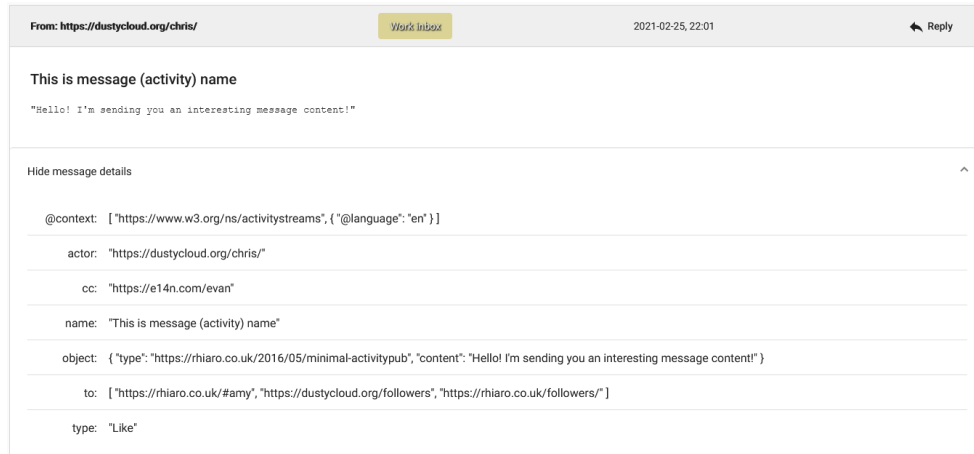 From: https://dustycloud.org/chris/ Work inbox 2021-02-25, 22:01 Reply
This is message (activity) name
"Hello! I'm sending you an interesting message content!"
Hide message details
@context: [ "https://www.w3.org/ns/activitystreams", { "@language": "en" } ]
actor: "https://dustycloud.org/chris/"
cc: "https://e14n.com/evan"
name: "This is message (activity) name"
object: { "type": "https://rhiaro.co.uk/2016/05/minimal-activitypub", "content": "Hello! I'm sending you an interesting message content!" }
to: [ "https://rhiaro.co.uk/#amy", "https://dustycloud.org/followers", "https://rhiaro.co.uk/followers/" ]
type: "Like"